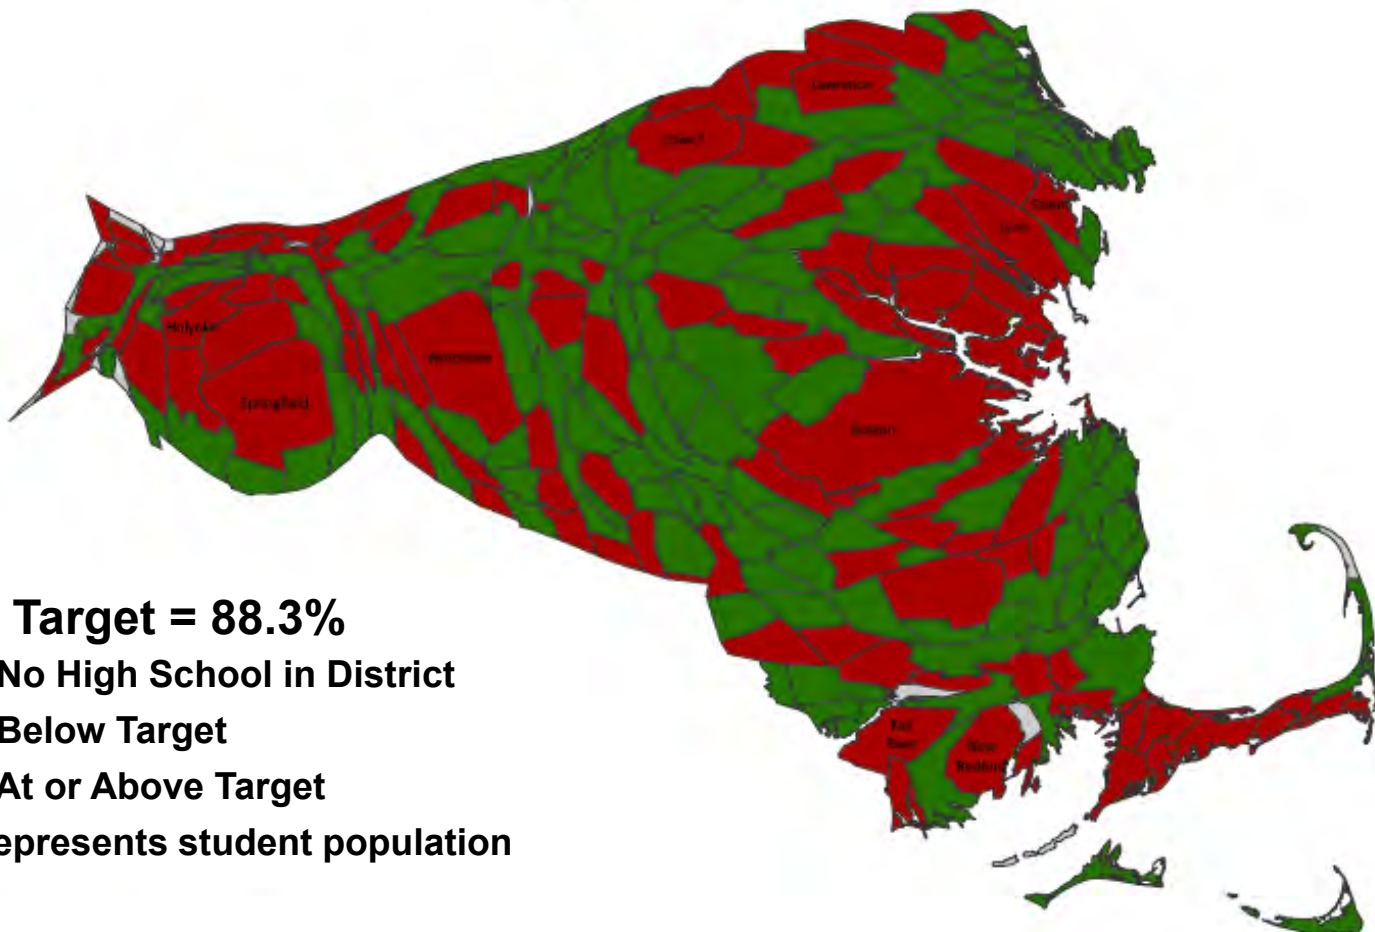 Lawrence
Lowell
Salem
Lynn
Holyoke
Worcester
Springfield
Boston
Target = 88.3%
No High School in District
Below Target
At or Above Target
epresents student population
Fall
River
New
Bedford